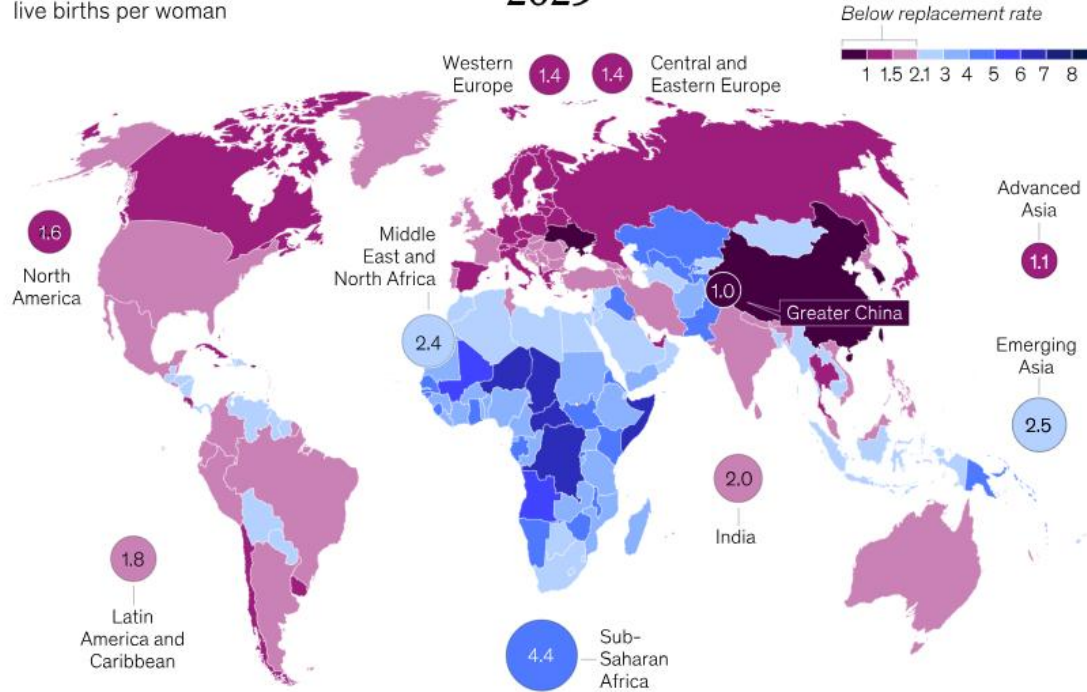 live births per woman
2023
Below replacement rate
1 1.5 2.1 3 4 5 6 7 8
Western
Europe
1.4
1.4
Central and
Eastern Europe
1.6
North
America
Middle
East and
North Africa
2.4
1.0
Greater China
Advanced
Asia
1.1
Emerging
Asia
2.5
2.0
India
1.8
Latin
America and
Caribbean
4.4
Sub-
Saharan
Africa